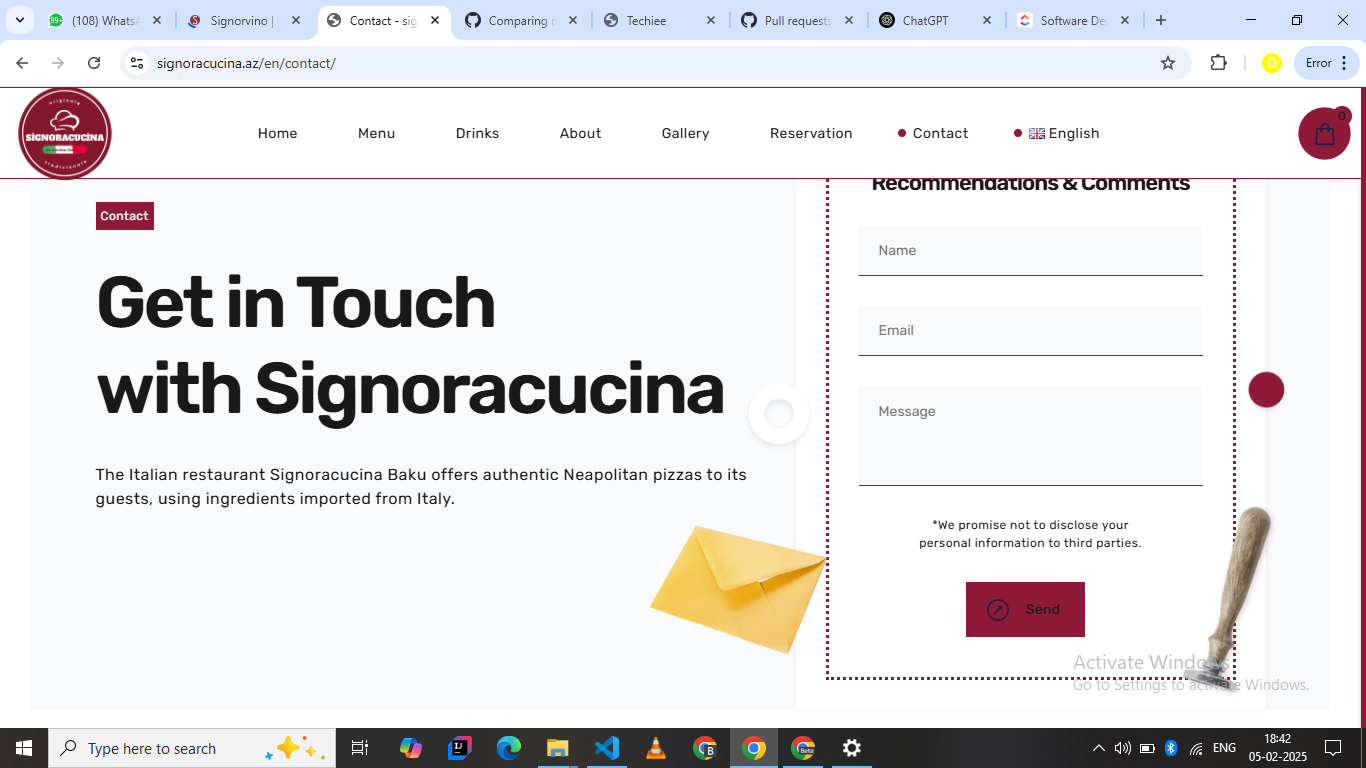 99+ (108) WhatsA
Signorvino |
Contact - sig
Comparing
Techiee
Pull requests
ChatGPT
Software De
signoracucina.az/en/contact/
D
Error
originale
SIGNORACUCINA
tradizionale
Home
Menu
Drinks
About
Gallery
Reservation
Contact
English
0
Recommendations & Comments
Contact
Get in Touch
with Signoracucina
The Italian restaurant Signoracucina Baku offers authentic Neapolitan pizzas to its
guests, using ingredients imported from Italy.
Name
Email
Message
*We promise not to disclose your
personal information to third parties.
Send
Activate Windows
Go to Settings to activate Windows.
Type here to search
ENG
18:42
05-02-2025